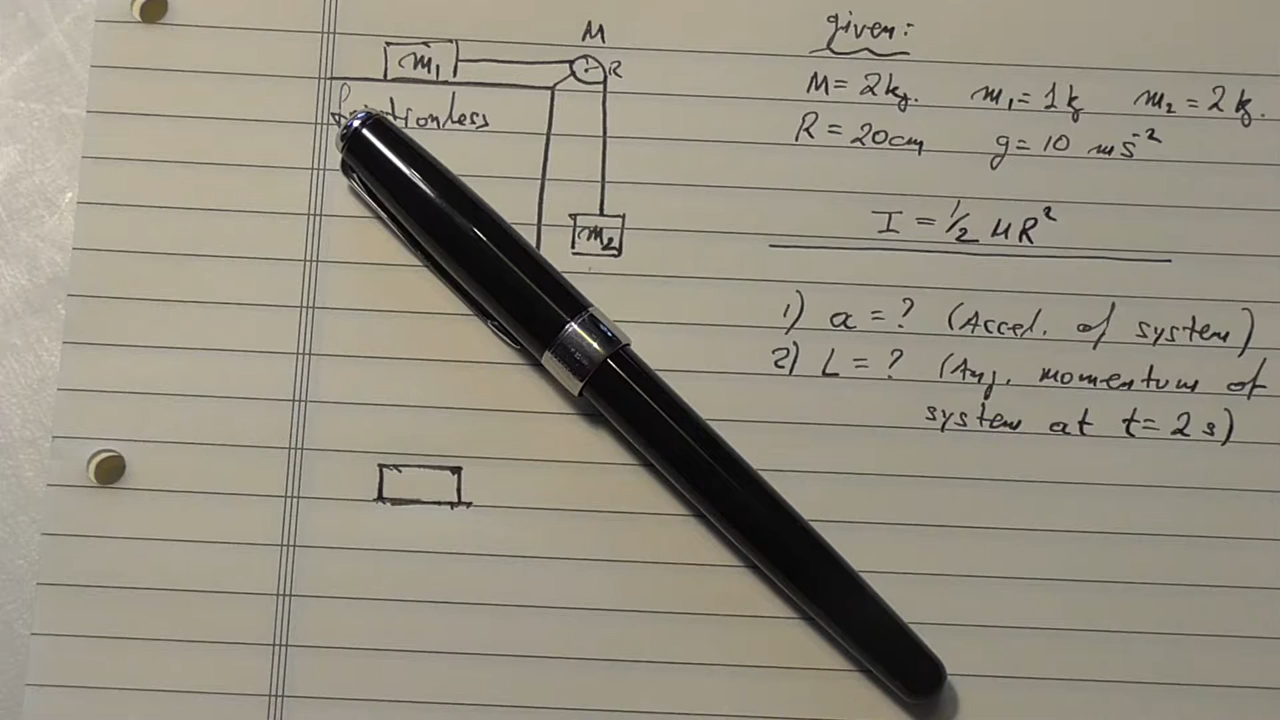 M
m₁
R
frictionless
m₂
given:
M = 2kg. m₁ = 1k m₂ = 2kg.
R = 20cm g = 10 ms⁻²
I = 1/2 MR²
1) a = ? (Accel. of system)
2) L = ? (Ang. momentum of
system at t = 2 s)